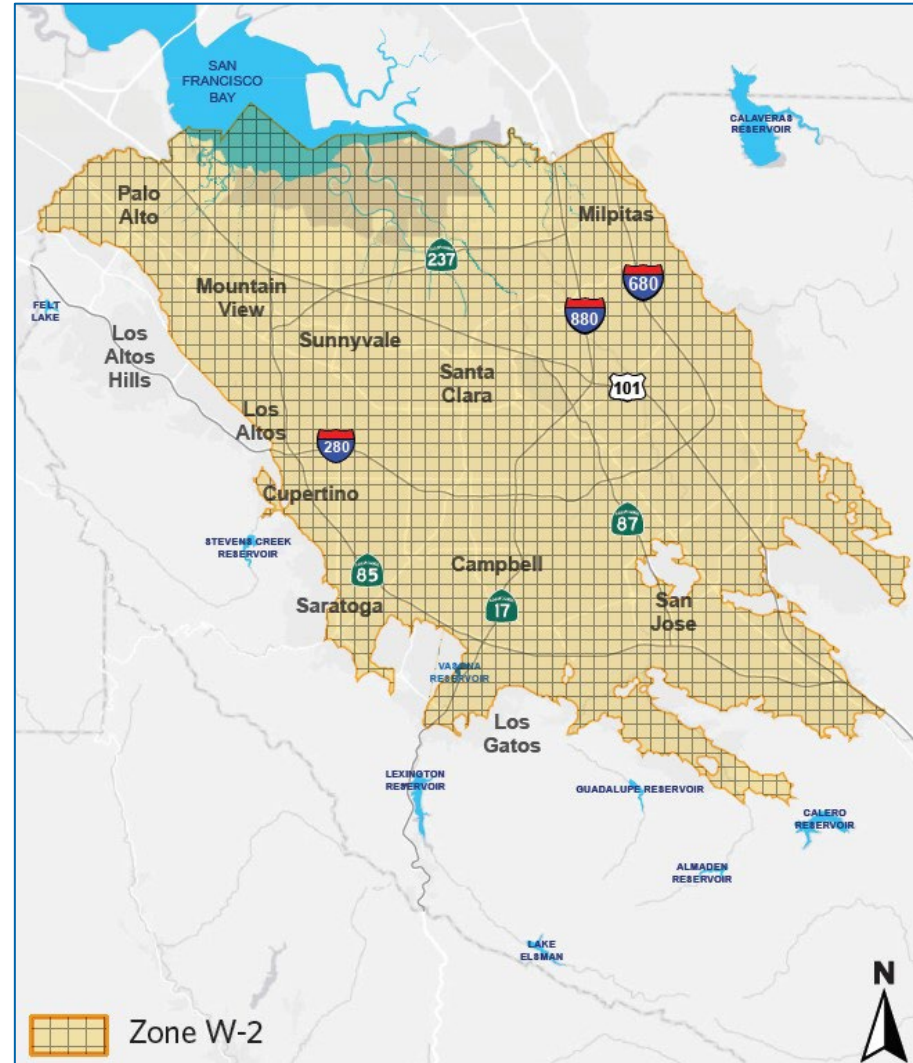 SAN
FRANCISCO
BAY
CALAVERAS
RESERVOIR
Palo
Alto
Milpitas
237
680
Mountain
View
FELT
LAKE
880
Los
Altos
Hills
Sunnyvale
Santa
Clara
101
Los
Altos
280
Cupertino
87
STEVENS CREEK
RESERVOIR
Campbell
85
Saratoga
17
San
Jose
VASONA
RESERVOIR
Los
Gatos
LEXINGTON
RESERVOIR
GUADALUPE RESERVOIR
CALERO
RESERVOIR
ALMADEN
RESERVOIR
LAKE
ELSMAN
N
Zone W-2